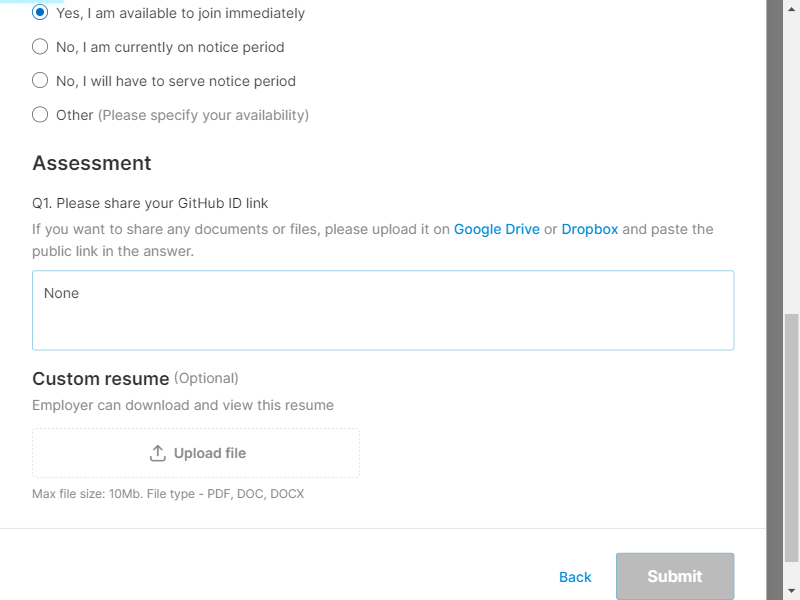 Yes, I am available to join immediately
No, I am currently on notice period
No, I will have to serve notice period
Other (Please specify your availability)
Assessment
Q1. Please share your GitHub ID link
If you want to share any documents or files, please upload it on Google Drive or Dropbox and paste the
public link in the answer.
None
Custom resume (Optional)
Employer can download and view this resume
Upload file
Max file size: 10Mb. File type - PDF, DOC, DOCX
Back
Submit